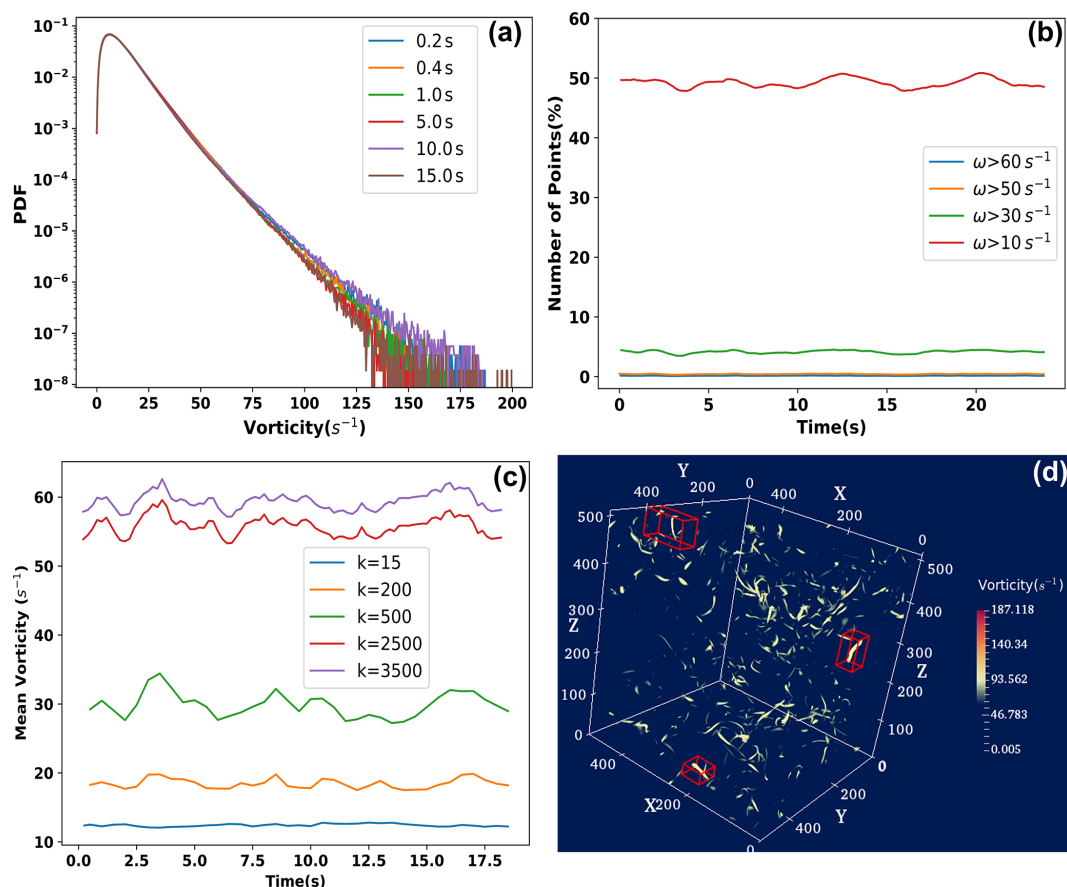 (a)
PDF
10⁻¹
10⁻²
10⁻³
10⁻⁴
10⁻⁵
10⁻⁶
10⁻⁷
10⁻⁸
0.2 s
0.4 s
1.0 s
5.0 s
10.0 s
15.0 s
0 25 50 75 100 125 150 175 200
Vorticity(s⁻¹)
(b)
Number of Points(%)
60
50
40
30
20
10
0
ω>60 s⁻¹
ω>50 s⁻¹
ω>30 s⁻¹
ω>10 s⁻¹
0 5 10 15 20
Time(s)
(c)
Mean Vorticity (s⁻¹)
60
50
40
30
20
10
k=15
k=200
k=500
k=2500
k=3500
0.0 2.5 5.0 7.5 10.0 12.5 15.0 17.5
Time(s)
(d)
Y
400 200 0
X
400 200 0
500
400
300
Z
200
100
0
500
400
300
Z
200
100
0
400
X
200
0
Y
200
400
Vorticity(s⁻¹)
187.118
140.34
93.562
46.783
0.005